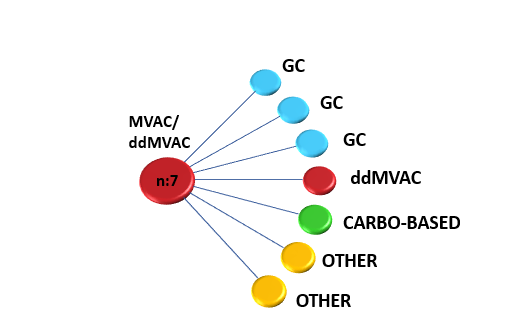 GC
GC
MVAC/
ddMVAC
GC
n:7
ddMVAC
CARBO-BASED
OTHER
OTHER